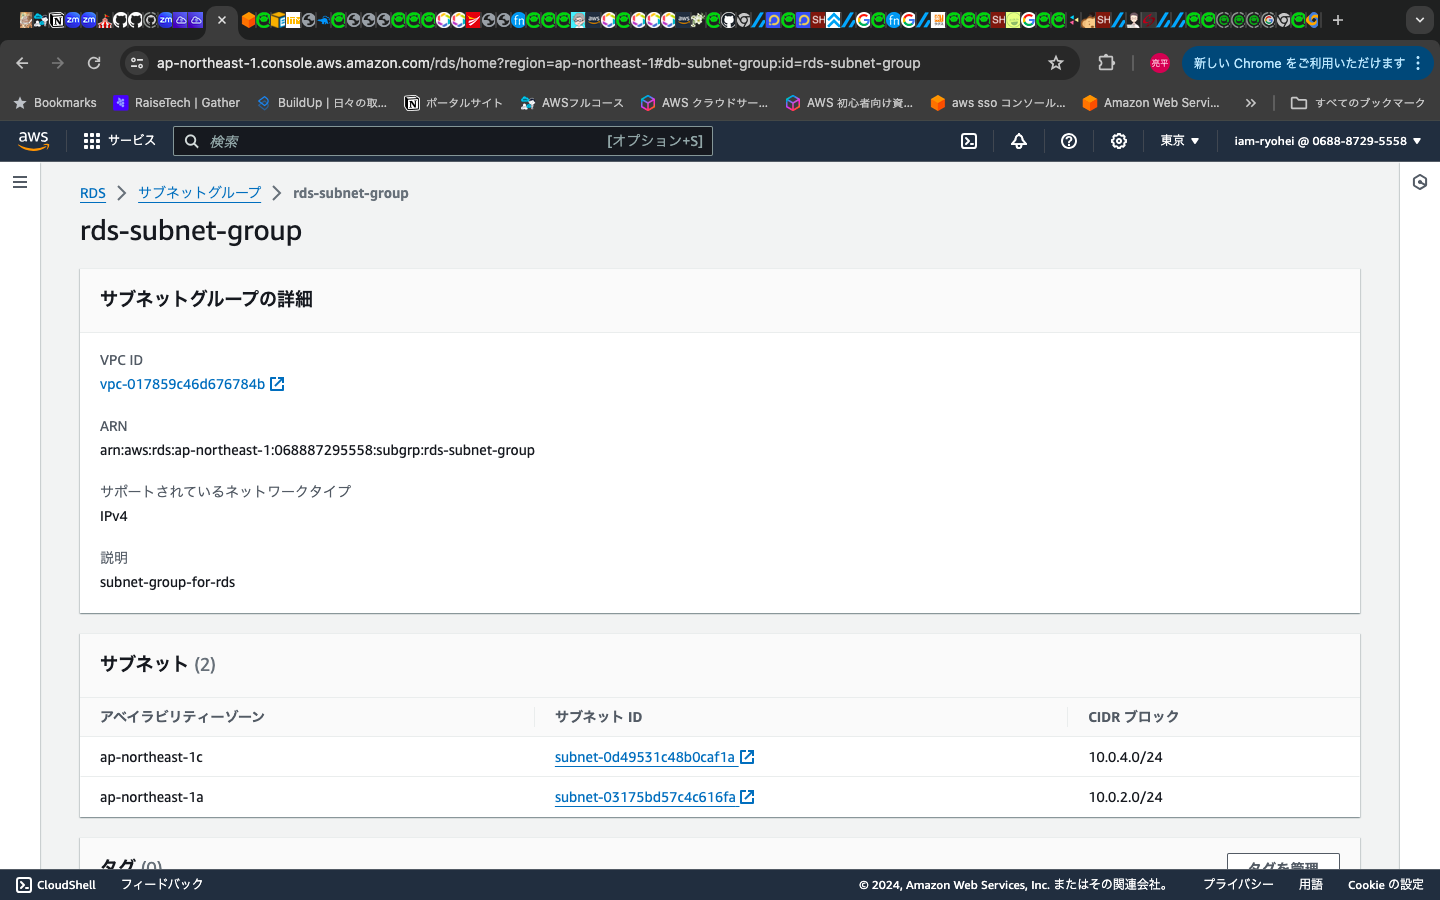 ap-northeast-1.console.aws.amazon.com/rds/home?region=ap-northeast-1#db-subnet-group:id=rds-subnet-group
亮平
新しい Chrome をご利用いただけます
Bookmarks
RaiseTech | Gather
BuildUp | 日々の取...
ポータルサイト
AWSフルコース
AWS クラウドサー...
AWS 初心者向け資...
aws sso コンソール...
Amazon Web Servi...
すべてのブックマーク
aws
サービス
検索
[オプション+S]
東京
iam-ryohei @ 0688-8729-5558
RDS
サブネットグループ
rds-subnet-group
rds-subnet-group
サブネットグループの詳細
VPC ID
vpc-017859c46d676784b
ARN
arn:aws:rds:ap-northeast-1:068887295558:subgrp:rds-subnet-group
サポートされているネットワークタイプ
IPv4
説明
subnet-group-for-rds
サブネット (2)
アベイラビリティーゾーン
サブネット ID
CIDR ブロック
ap-northeast-1c
subnet-0d49531c48b0caf1a
10.0.4.0/24
ap-northeast-1a
subnet-03175bd57c4c616fa
10.0.2.0/24
タグ (0)
タグを管理
CloudShell
フィードバック
© 2024, Amazon Web Services, Inc. またはその関連会社。
プライバシー
用語
Cookie の設定